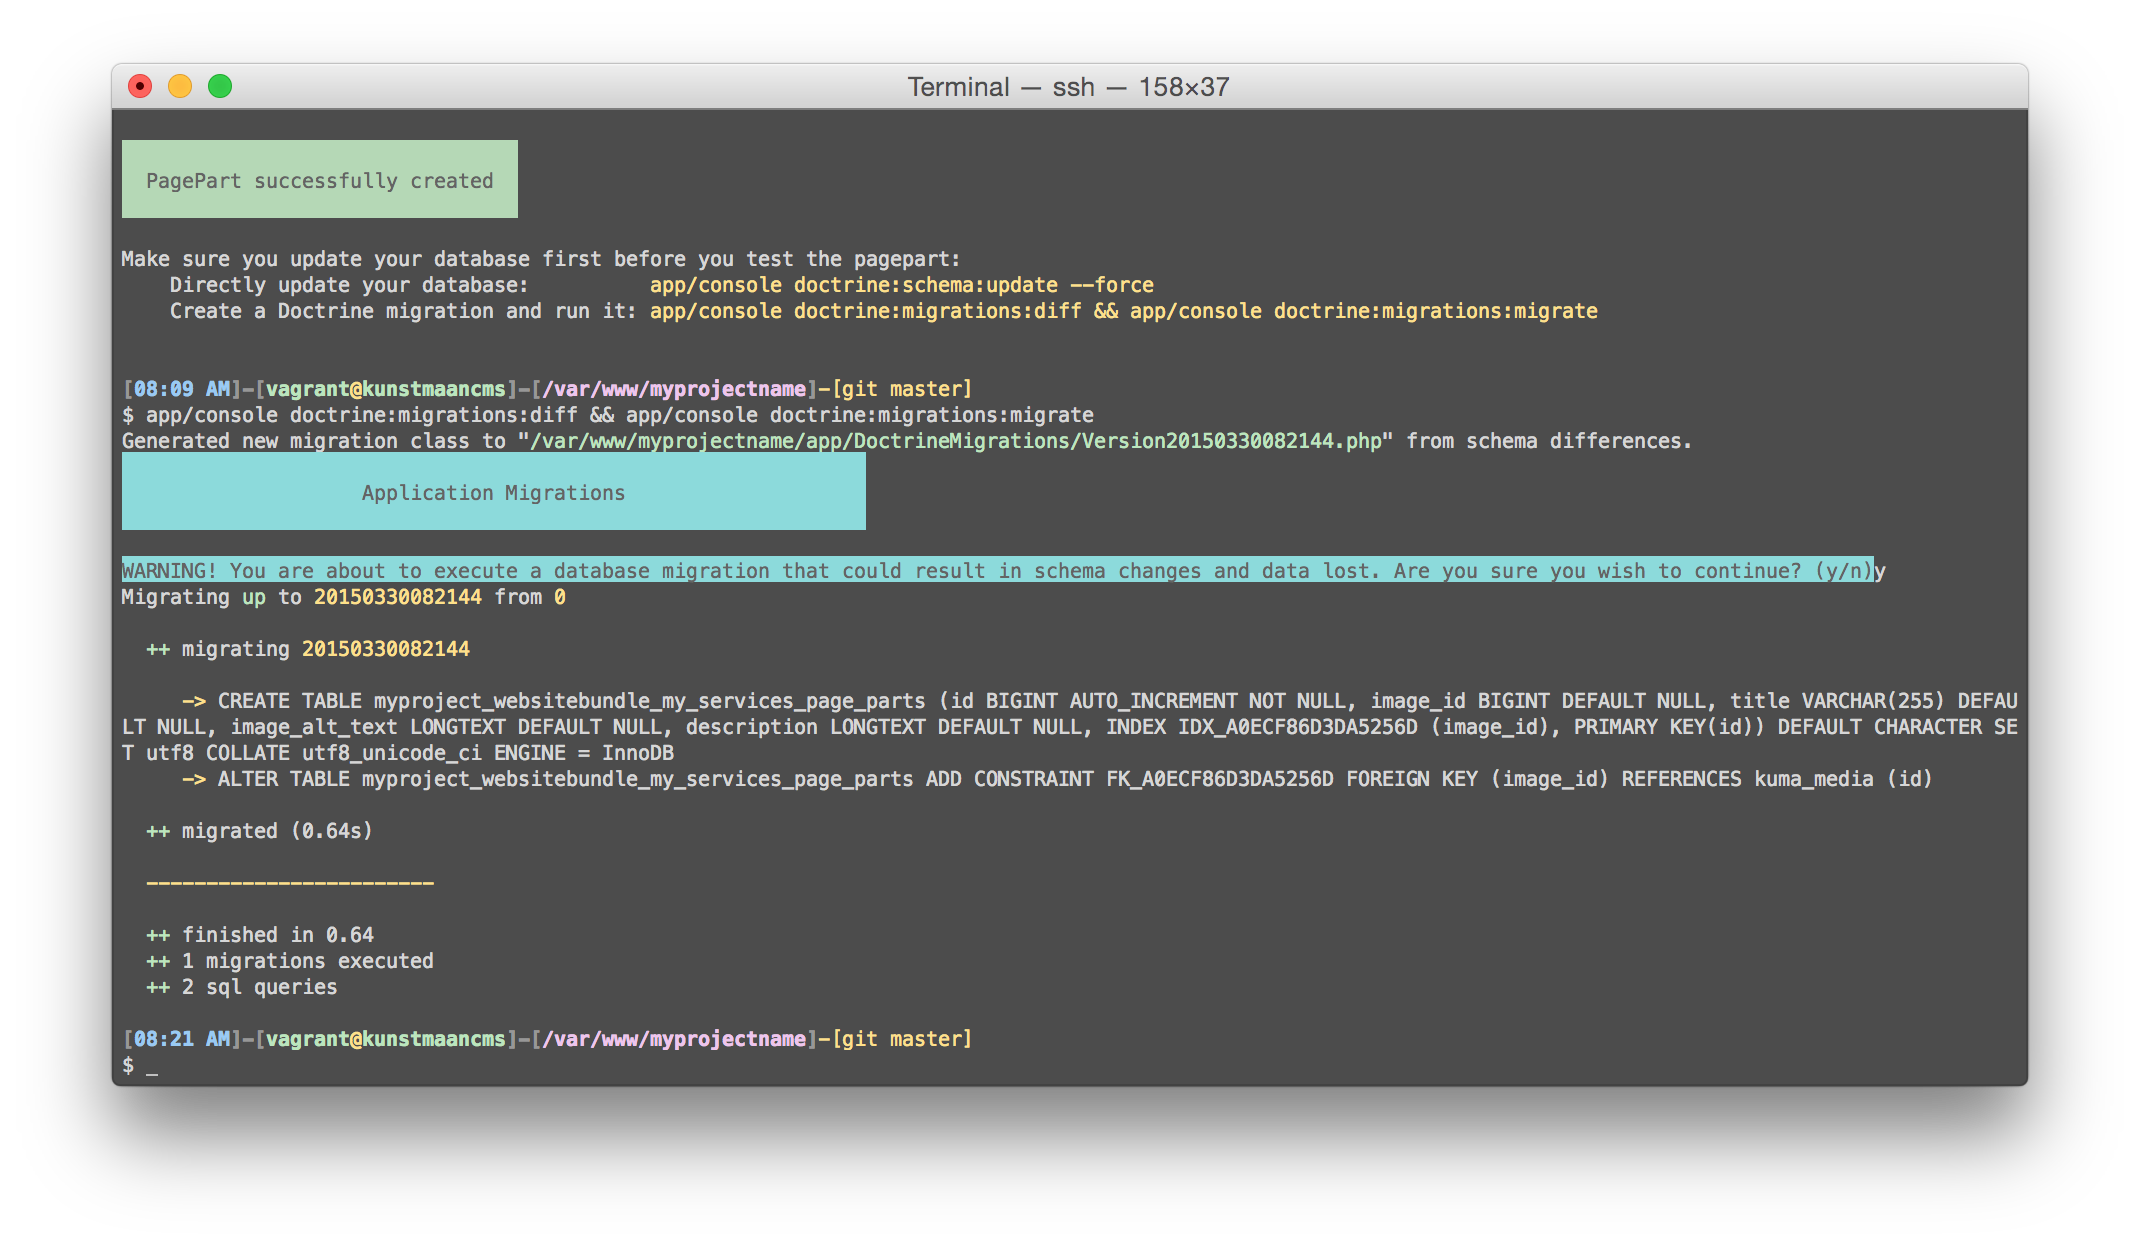 Terminal — ssh — 158×37
PagePart successfully created
Make sure you update your database first before you test the pagepart:
Directly update your database: app/console doctrine:schema:update --force
Create a Doctrine migration and run it: app/console doctrine:migrations:diff && app/console doctrine:migrations:migrate
[08:09 AM]-[vagrant@kunstmaancms]-[/var/www/myprojectname]-[git master]
$ app/console doctrine:migrations:diff && app/console doctrine:migrations:migrate
Generated new migration class to "/var/www/myprojectname/app/DoctrineMigrations/Version20150330082144.php" from schema differences.
Application Migrations
WARNING! You are about to execute a database migration that could result in schema changes and data lost. Are you sure you wish to continue? (y/n)y
Migrating up to 20150330082144 from 0
++ migrating 20150330082144
-> CREATE TABLE myproject_websitebundle_my_services_page_parts (id BIGINT AUTO_INCREMENT NOT NULL, image_id BIGINT DEFAULT NULL, title VARCHAR(255) DEFAU
LT NULL, image_alt_text LONGTEXT DEFAULT NULL, description LONGTEXT DEFAULT NULL, INDEX IDX_A0ECF86D3DA5256D (image_id), PRIMARY KEY(id)) DEFAULT CHARACTER SE
T utf8 COLLATE utf8_unicode_ci ENGINE = InnoDB
-> ALTER TABLE myproject_websitebundle_my_services_page_parts ADD CONSTRAINT FK_A0ECF86D3DA5256D FOREIGN KEY (image_id) REFERENCES kuma_media (id)
++ migrated (0.64s)
------------------------
++ finished in 0.64
++ 1 migrations executed
++ 2 sql queries
[08:21 AM]-[vagrant@kunstmaancms]-[/var/www/myprojectname]-[git master]
$ _